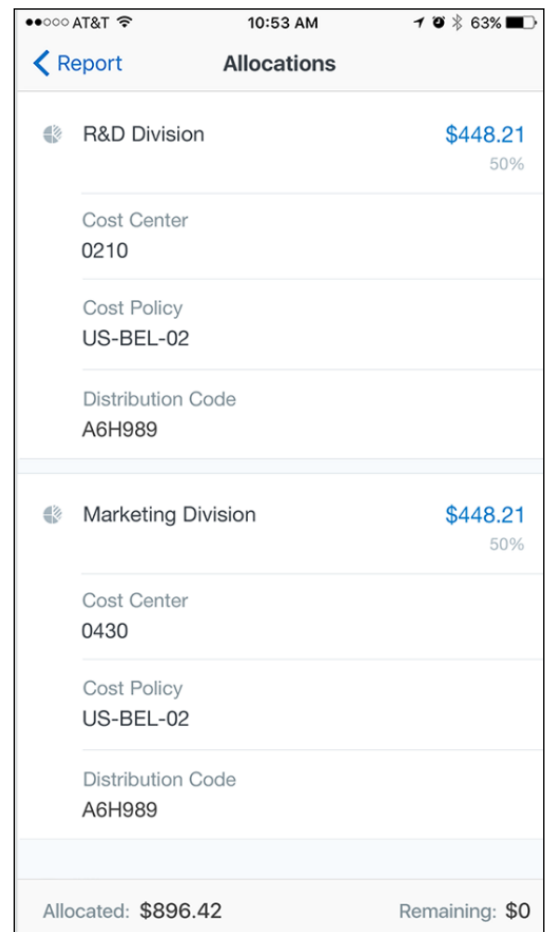 ●●○○○ AT&T 10:53 AM 63%
Report Allocations
R&D Division $448.21
50%
Cost Center
0210
Cost Policy
US-BEL-02
Distribution Code
A6H989
Marketing Division $448.21
50%
Cost Center
0430
Cost Policy
US-BEL-02
Distribution Code
A6H989
Allocated: $896.42 Remaining: $0